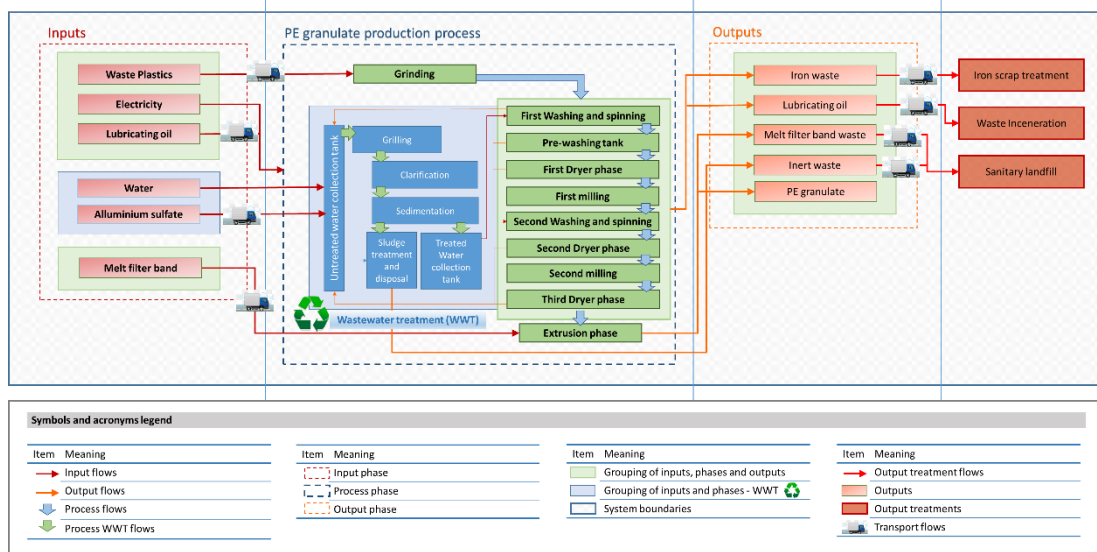 Inputs
PE granulate production process
Outputs
Waste Plastics
Electricity
Lubricating oil
Water
Alluminium sulfate
Melt filter band
Grinding
Untreated water collection tank
Grilling
Clarification
Sedimentation
Sludge
treatment
and
disposal
Treated
Water
collection
tank
Wastewater treatment (WWT)
First Washing and spinning
Pre-washing tank
First Dryer phase
First milling
Second Washing and spinning
Second Dryer phase
Second milling
Third Dryer phase
Extrusion phase
Iron waste
Lubricating oil
Melt filter band waste
Inert waste
PE granulate
Iron scrap treatment
Waste Inceneration
Sanitary landfill
Symbols and acronyms legend
Item Meaning
Input flows
Output flows
Process flows
Process WWT flows
Item Meaning
Input phase
Process phase
Output phase
Item Meaning
Grouping of inputs, phases and outputs
Grouping of inputs and phases - WWT
System boundaries
Item Meaning
Output treatment flows
Outputs
Output treatments
Transport flows